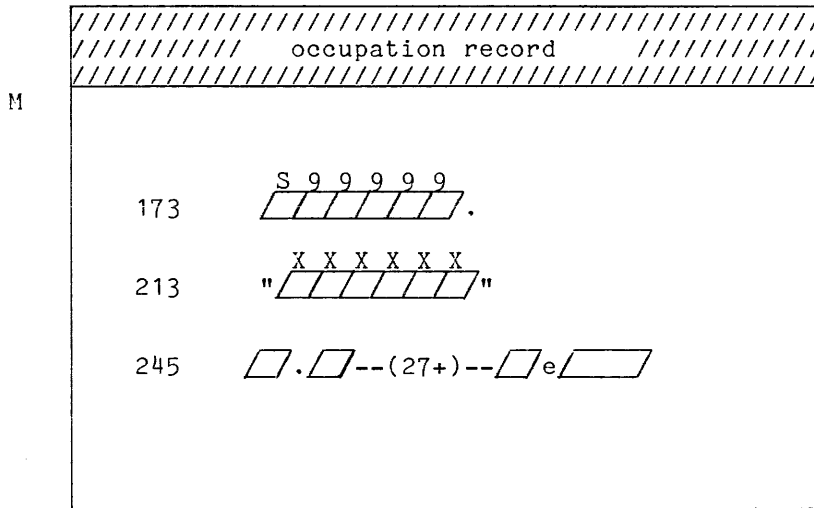 occupation record
M
S 9 9 9 9 9
173 .
X X X X X X
213 " "
245 . --(27+)-- e